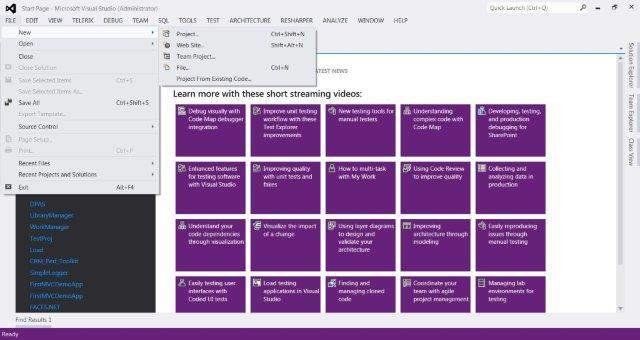 Start Page - Microsoft Visual Studio (Administrator)
Quick Launch (Ctrl+Q)
FILE EDIT VIEW TELERIK DEBUG TEAM SQL TOOLS TEST ARCHITECTURE RESHARPER ANALYZE WINDOW HELP
New
Open
Close
Close Solution
Save Selected Items Ctrl+S
Save Selected Items As...
Save All Ctrl+Shift+S
Export Template...
Source Control
Page Setup...
Print... Ctrl+P
Recent Files
Recent Projects and Solutions
Exit Alt+F4
Project... Ctrl+Shift+N
Web Site... Shift+Alt+N
Team Project...
File... Ctrl+N
Project From Existing Code...
LATEST NEWS
Learn more with these short streaming videos:
Debug visually with
Code Map debugger
integration
Improve unit testing
workflow with these
Test Explorer
improvements
New testing tools for
manual testers
Understanding
complex code with
Code Map
Developing, testing,
and production
debugging for
SharePoint
Enhanced features
for testing software
with Visual Studio
Improving quality
with unit tests and
fakes
How to multi-task
with My Work
Using Code Review
to improve quality
Collecting and
analyzing data in
production
Understand your
code dependencies
through visualization
Visualize the impact
of a change
Using layer diagrams
to design and
validate your
architecture
Improving
architecture through
modeling
Easily reproducing
issues through
manual testing
Easily testing user
interfaces with
Coded UI tests
Load testing
applications in Visual
Studio
Finding and
managing cloned
code
Coordinate your
team with agile
project management
Managing lab
environments for
testing
DPAS
LibraryManager
WorkManager
TestProj
Load
CRM_Perf_Toolkit
SimpleLogger
FirstMVCDemoApp
FirstMVCDemoApp
FACES.NET
Solution Explorer
Team Explorer
Class View
Find Results 1
Ready